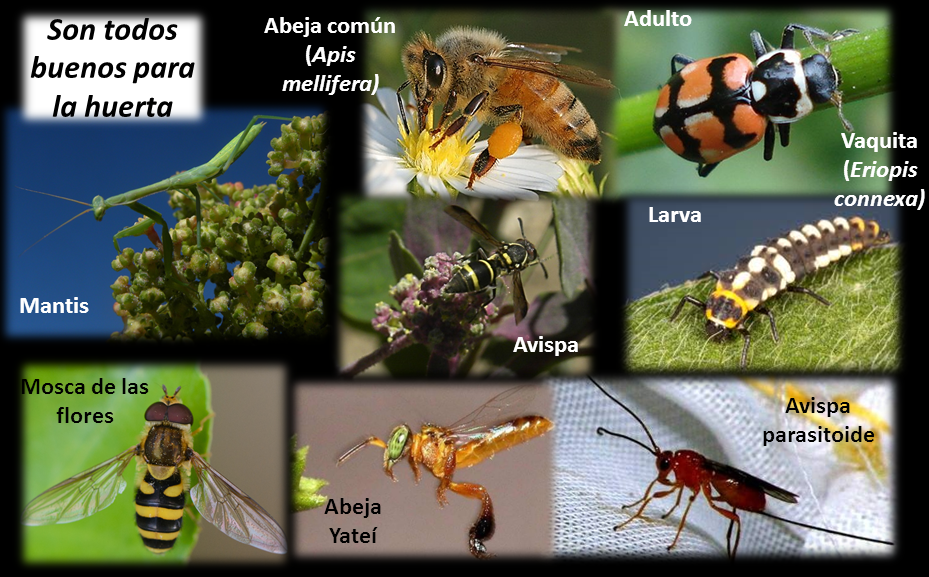 Son todos
buenos para
la huerta
Abeja común
(Apis
mellifera)
Adulto
Vaquita
(Eriopis
connexa)
Larva
Mantis
Avispa
Mosca de las
flores
Abeja
Yateí
Avispa
parasitoide